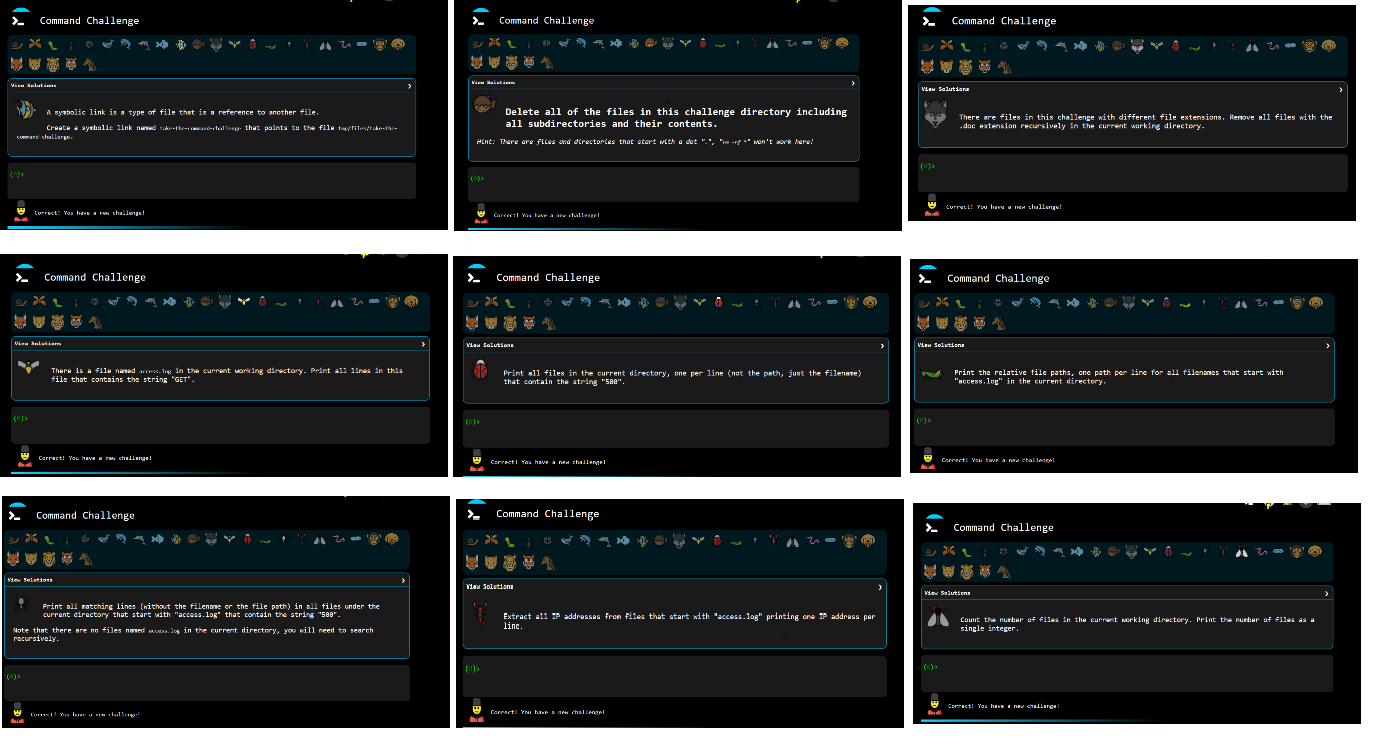 Command Challenge
View Solutions
A symbolic link is a type of file that is a reference to another file.
Create a symbolic link named take-the-command-challenge that points to the file tmp/files/take-the-
command-challenge.
(0)>
Correct! You have a new challenge!
Command Challenge
View Solutions
Delete all of the files in this challenge directory including
all subdirectories and their contents.
Hint: There are files and directories that start with a dot ".", "rm -rf *" won't work here!
(0)>
Correct! You have a new challenge!
Command Challenge
View Solutions
There are files in this challenge with different file extensions. Remove all files with the
.doc extension recursively in the current working directory.
(0)>
Correct! You have a new challenge!
Command Challenge
View Solutions
There is a file named access.log in the current working directory. Print all lines in this
file that contains the string "GET".
(0)>
Correct! You have a new challenge!
Command Challenge
View Solutions
Print all files in the current directory, one per line (not the path, just the filename)
that contain the string "500".
(0)>
Correct! You have a new challenge!
Command Challenge
View Solutions
Print the relative file paths, one path per line for all filenames that start with
"access.log" in the current directory.
(0)>
Correct! You have a new challenge!
Command Challenge
View Solutions
Print all matching lines (without the filename or the file path) in all files under the
current directory that start with "access.log" that contain the string "500".
Note that there are no files named access.log in the current directory, you will need to search
recursively.
(0)>
Correct! You have a new challenge!
Command Challenge
View Solutions
Extract all IP addresses from files that start with "access.log" printing one IP address per
line.
(0)>
Correct! You have a new challenge!
Command Challenge
View Solutions
Count the number of files in the current working directory. Print the number of files as a
single integer.
(0)>
Correct! You have a new challenge!